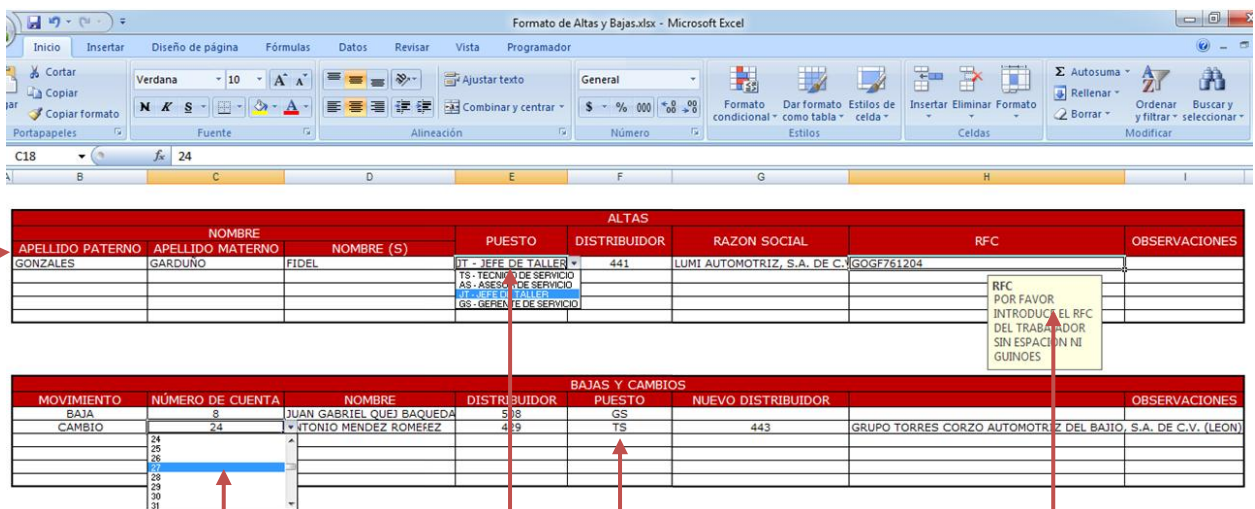 Formato de Altas y Bajas.xlsx - Microsoft Excel
Inicio Insertar Diseño de página Fórmulas Datos Revisar Vista Programador
Cortar
Copiar
Copiar formato
Portapapeles
Verdana 10
N K S
Fuente
Ajustar texto
Combinar y centrar
Alineación
General
$ % 000
Número
Formato condicional
Dar formato como tabla
Estilos de celda
Estilos
Insertar Eliminar Formato
Celdas
Σ Autosuma
Rellenar
Borrar
Ordenar y filtrar
Buscar y seleccionar
Modificar
C18 fx 24
B C D E F G H I
ALTAS
NOMBRE
APELLIDO PATERNO APELLIDO MATERNO NOMBRE (S) PUESTO DISTRIBUIDOR RAZON SOCIAL RFC OBSERVACIONES
GONZALES GARDUÑO FIDEL JT - JEFE DE TALLER 441 LUMI AUTOMOTRIZ, S.A. DE C. GOGF761204
TS - TECNICO DE SERVICIO
AS - ASESOR DE SERVICIO
JT - JEFE DE TALLER
GS - GERENTE DE SERVICIO
RFC
POR FAVOR
INTRODUCE EL RFC
DEL TRABAJADOR
SIN ESPACION NI
GUINOES
BAJAS Y CAMBIOS
MOVIMIENTO NÚMERO DE CUENTA NOMBRE DISTRIBUIDOR PUESTO NUEVO DISTRIBUIDOR OBSERVACIONES
BAJA 8 JUAN GABRIEL QUEJ BAQUEDA 508 GS
CAMBIO 24 NTONIO MENDEZ 429 TS 443 GRUPO TORRES CORZO AUTOMOTRIZ DEL BAJIO, S.A. DE C.V. (LEON)
24
25
26
27
28
29
30
31